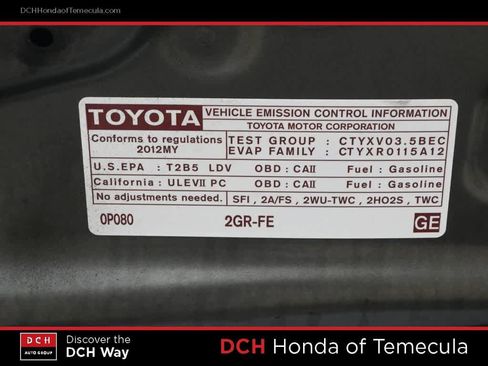 DCHHondaofTemecula.com
TOYOTA
VEHICLE EMISSION CONTROL INFORMATION
TOYOTA MOTOR CORPORATION
Conforms to regulations
2012MY
TEST GROUP : CTYXV03.5BEC
EVAP FAMILY : CTYXR0115A12
U.S.EPA : T2B5 LDV OBD : CAII Fuel : Gasoline
California : ULEVII PC OBD : CAII Fuel : Gasoline
No adjustments needed. SFI , 2A/FS , 2WU-TWC , 2HO2S , TWC
0P080 2GR-FE GE
DCH
AUTO GROUP
Discover the
DCH Way
DCH Honda of Temecula